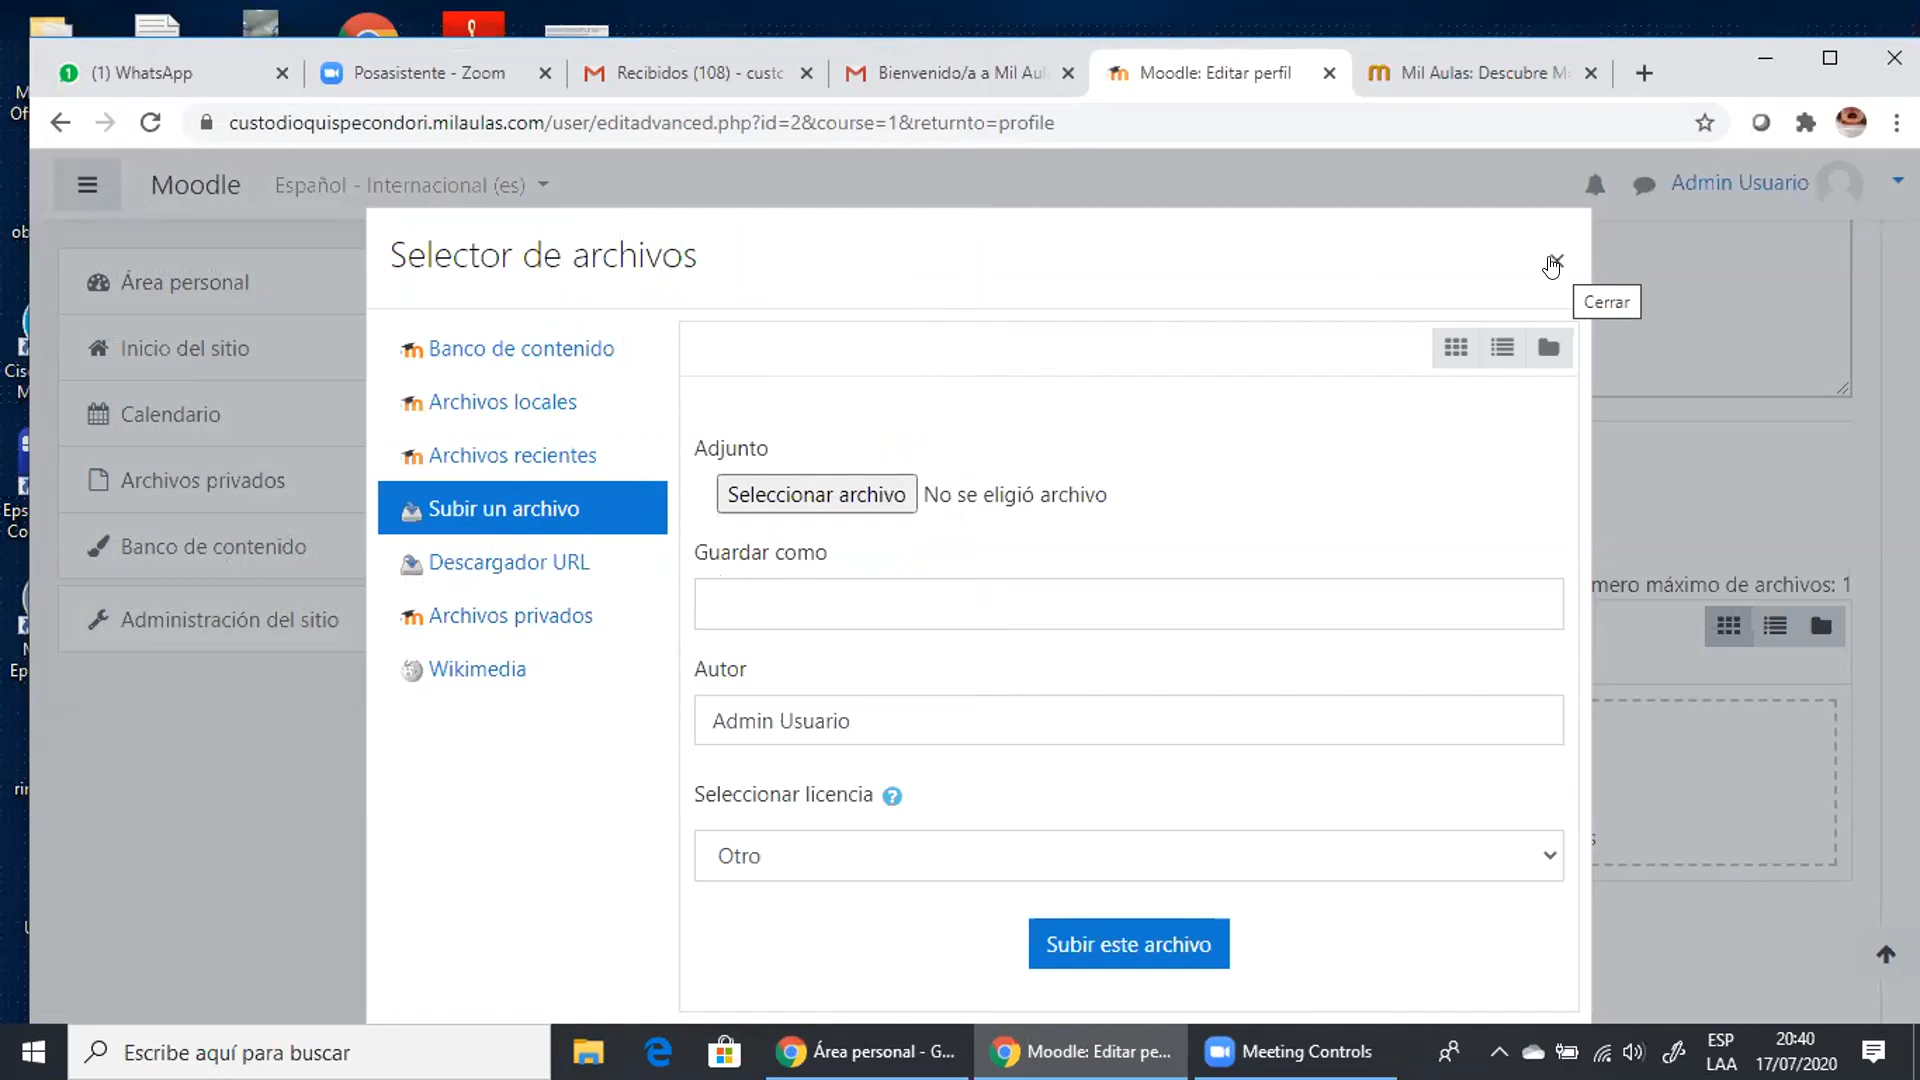 (1) WhatsApp
Posasistente - Zoom
Recibidos (108) - custo
Bienvenido/a a Mil Aul
Moodle: Editar perfil
Mil Aulas: Descubre M
custodioquispecondori.milaulas.com/user/editadvanced.php?id=2&course=1&returnto=profile
Moodle
Español - Internacional (es)
Admin Usuario
Selector de archivos
Cerrar
Área personal
Inicio del sitio
Calendario
Archivos privados
Banco de contenido
Administración del sitio
Banco de contenido
Archivos locales
Archivos recientes
Subir un archivo
Descargador URL
Archivos privados
Wikimedia
Adjunto
Seleccionar archivo No se eligió archivo
Guardar como
Autor
Admin Usuario
Seleccionar licencia
Otro
Subir este archivo
mero máximo de archivos: 1
Escribe aquí para buscar
Área personal - G...
Moodle: Editar pe...
Meeting Controls
ESP
LAA
20:40
17/07/2020